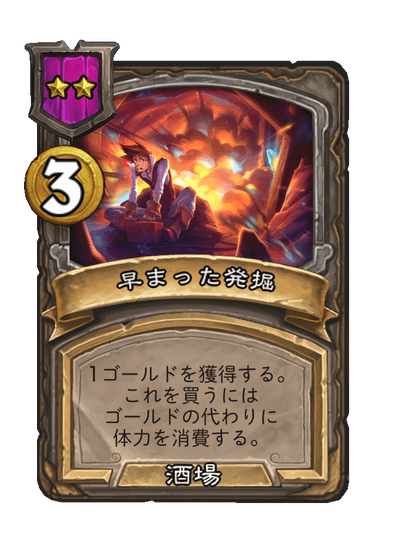 3
早まった発掘
1ゴールドを獲得する。
これを買うには
ゴールドの代わりに
体力を消費する。
酒場